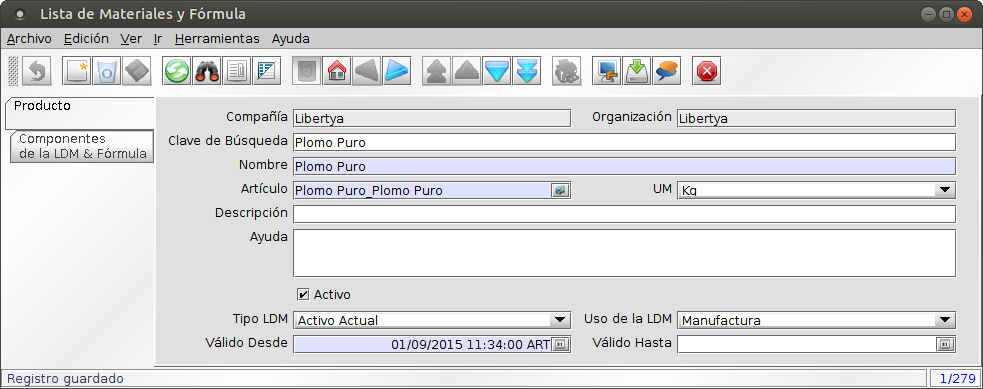 Lista de Materiales y Fórmula
Archivo Edición Ver Ir Herramientas Ayuda
Producto
Componentes
de la LDM & Fórmula
Compañía Libertya Organización Libertya
Clave de Búsqueda Plomo Puro
Nombre Plomo Puro
Artículo Plomo Puro_Plomo Puro UM Kg
Descripción
Ayuda
Activo
Tipo LDM Activo Actual Uso de la LDM Manufactura
Válido Desde 01/09/2015 11:34:00 ART Válido Hasta
Registro guardado 1/279